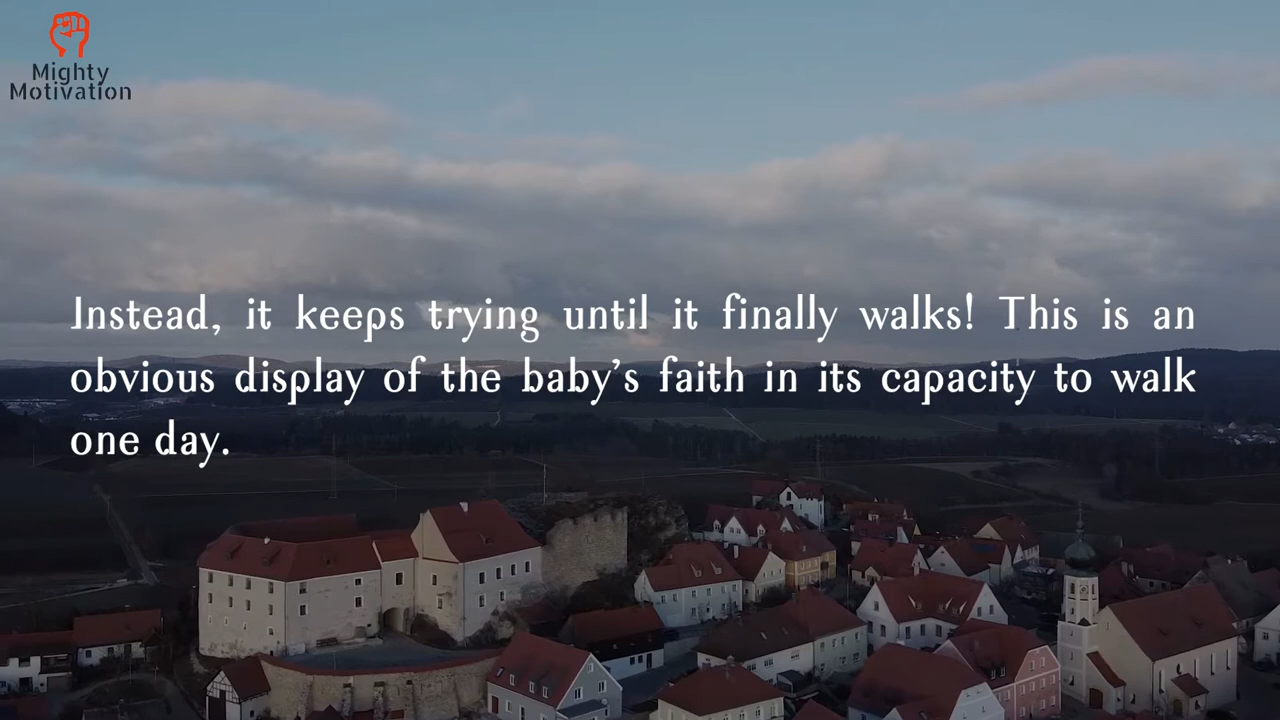 Mighty
Motivation
Instead, it keeps trying until it finally walks! This is an
obvious display of the baby's faith in its capacity to walk
one day.